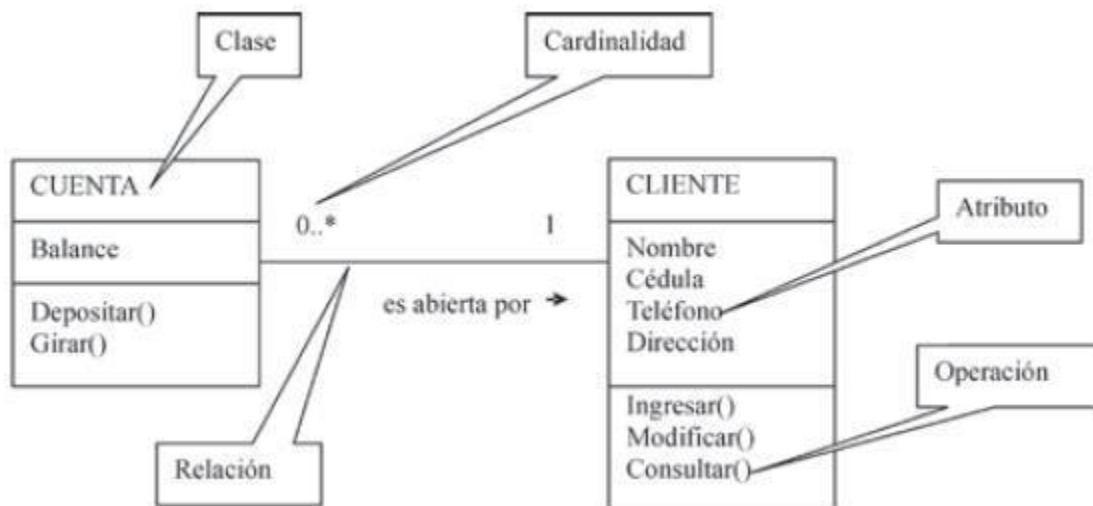 Clase
Cardinalidad
CUENTA
Balance
Depositar()
Girar()
0..*
1
es abierta por →
CLIENTE
Nombre
Cédula
Teléfono
Dirección
Ingresar()
Modificar()
Consultar()
Atributo
Operación
Relación